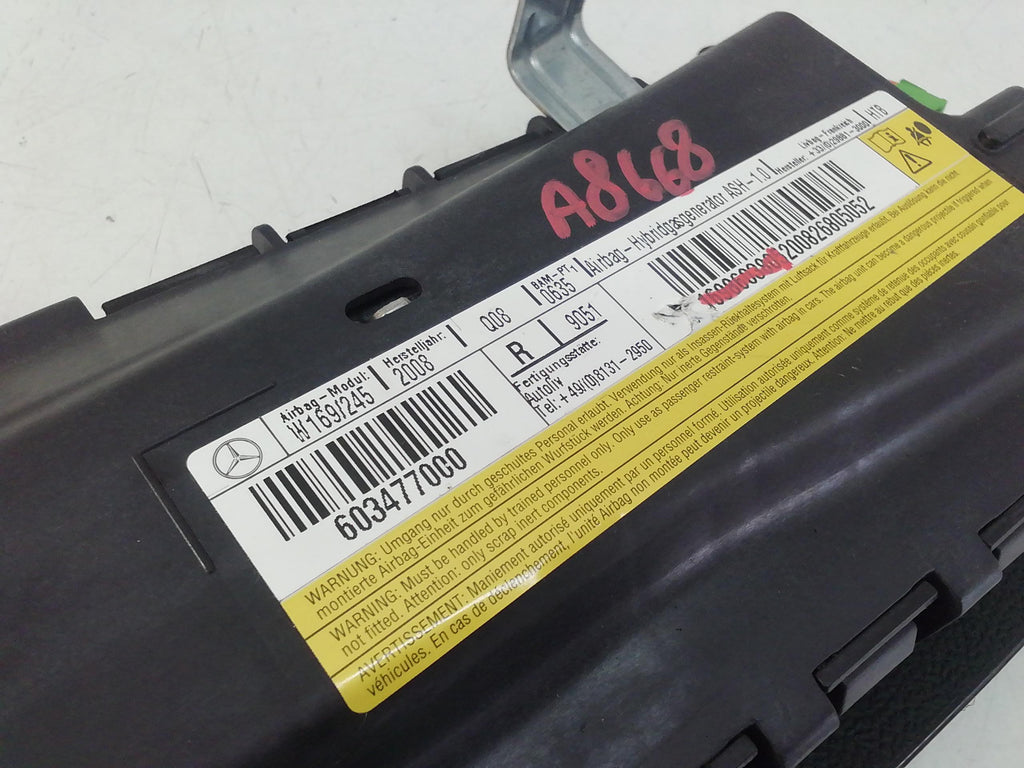 A8668
Airbag-Modul:
W169/245
Herstelljahr:
2008
Q08
BAM-PT1
0635
Airbag-Hybridgasgenerator ASH-1.0
Hersteller:
HT8
R
9051
Fertigungsstätte:
Autoliv
Tel: +49/(0)8131-2950
60347700C0
200826805052
WARNUNG: Umgang nur durch geschultes Personal erlaubt. Verwendung nur als Insassen-Rückhaltesystem mit Luftsack für Kraftfahrzeuge erlaubt. Bei Auslösung kann die nicht
montierte Airbag-Einheit zum gefährlichen Wurfstück werden. Achtung: Nur inerte Gegenstände verschrotten.
WARNING: Must be handled by trained personnel only. Only use as passenger restraint-system with airbag in cars. The airbag unit can become a dangerous projectile if triggered when
not fitted. Attention: only scrap inert components.
AVERTISSEMENT: Maniement autorisé uniquement par un personnel formé. Utilisation autorisée uniquement comme système de retenue des occupants avec coussin gonflable pour
véhicules. En cas de déclenchement, l'unité Airbag non montée peut devenir un projectile dangereux. Attention: Ne mettre au rebut que des pièces inertes.